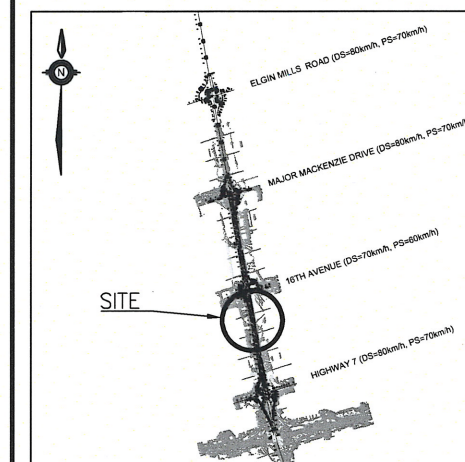 N
ELGIN MILLS ROAD (DS=80km/h, PS=70km/h)
MAJOR MACKENZIE DRIVE (DS=80km/h, PS=70km/h
16TH AVENUE (DS=70km/h, PS=60km/h)
SITE
HIGHWAY 7 (DS=80km/h, PS=70km/h)